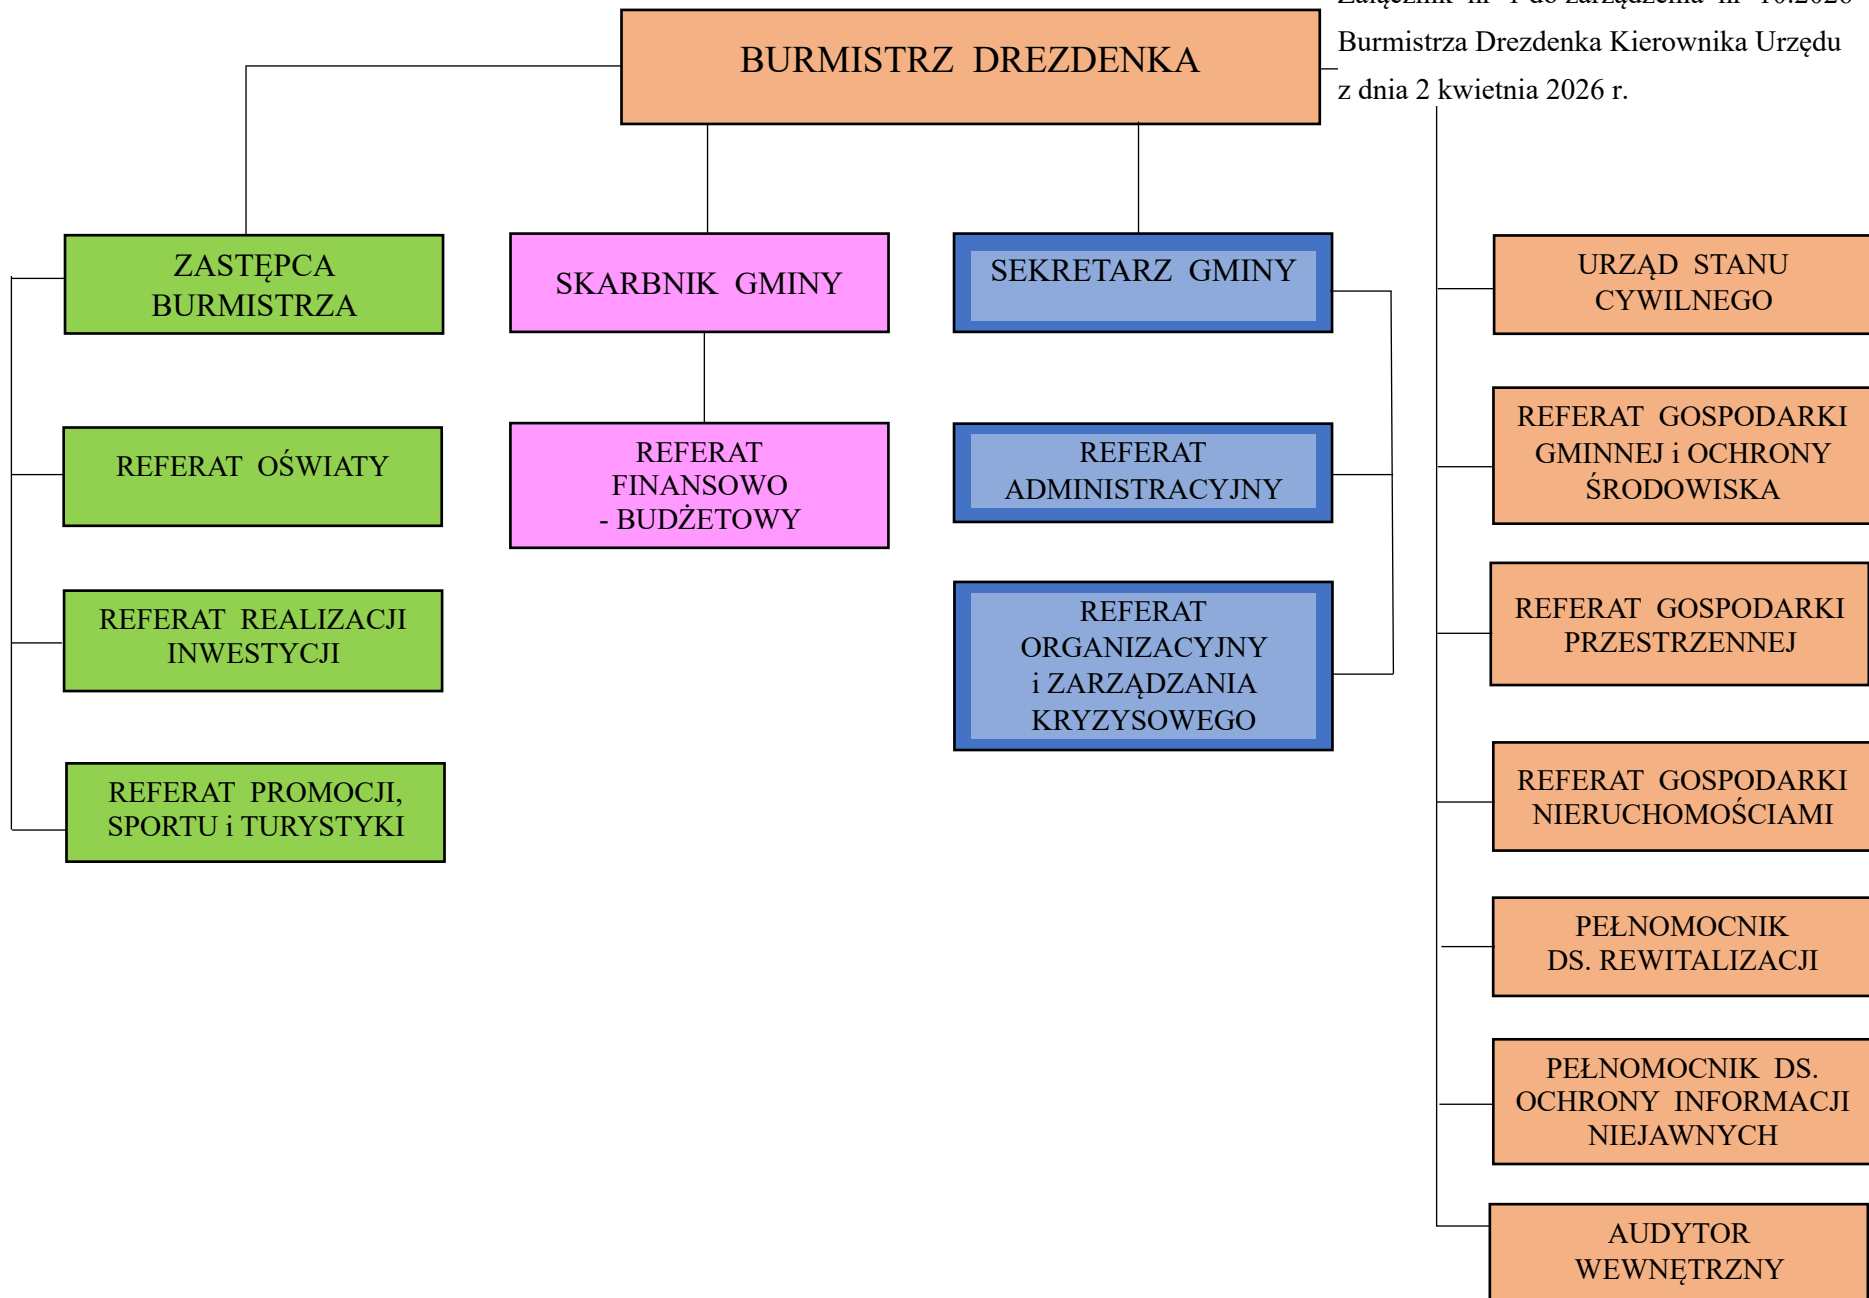 Burmistrza Drezdenka Kierownika Urzędu
z dnia 2 kwietnia 2026 r.
BURMISTRZ DREZDENKA
ZASTĘPCA
BURMISTRZA
REFERAT OŚWIATY
REFERAT REALIZACJI
INWESTYCJI
REFERAT PROMOCJI,
SPORTU i TURYSTYKI
SKARBNIK GMINY
REFERAT
FINANSOWO
- BUDŻETOWY
SEKRETARZ GMINY
REFERAT
ADMINISTRACYJNY
REFERAT
ORGANIZACYJNY
i ZARZĄDZANIA
KRYZYSOWEGO
URZĄD STANU
CYWILNEGO
REFERAT GOSPODARKI
GMINNEJ i OCHRONY
ŚRODOWISKA
REFERAT GOSPODARKI
PRZESTRZENNEJ
REFERAT GOSPODARKI
NIERUCHOMOŚCIAMI
PEŁNOMOCNIK
DS. REWITALIZACJI
PEŁNOMOCNIK DS.
OCHRONY INFORMACJI
NIEJAWNYCH
AUDYTOR
WEWNĘTRZNY